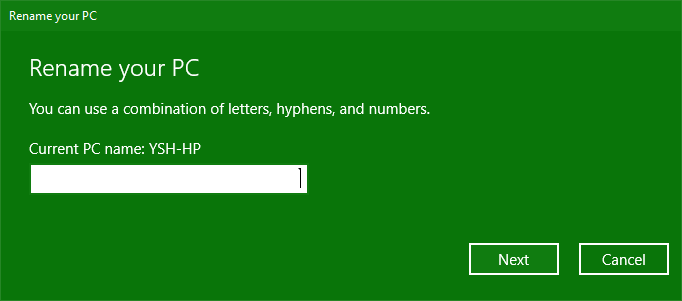 Rename your PC
Rename your PC
You can use a combination of letters, hyphens, and numbers.
Current PC name: YSH-HP
Next Cancel